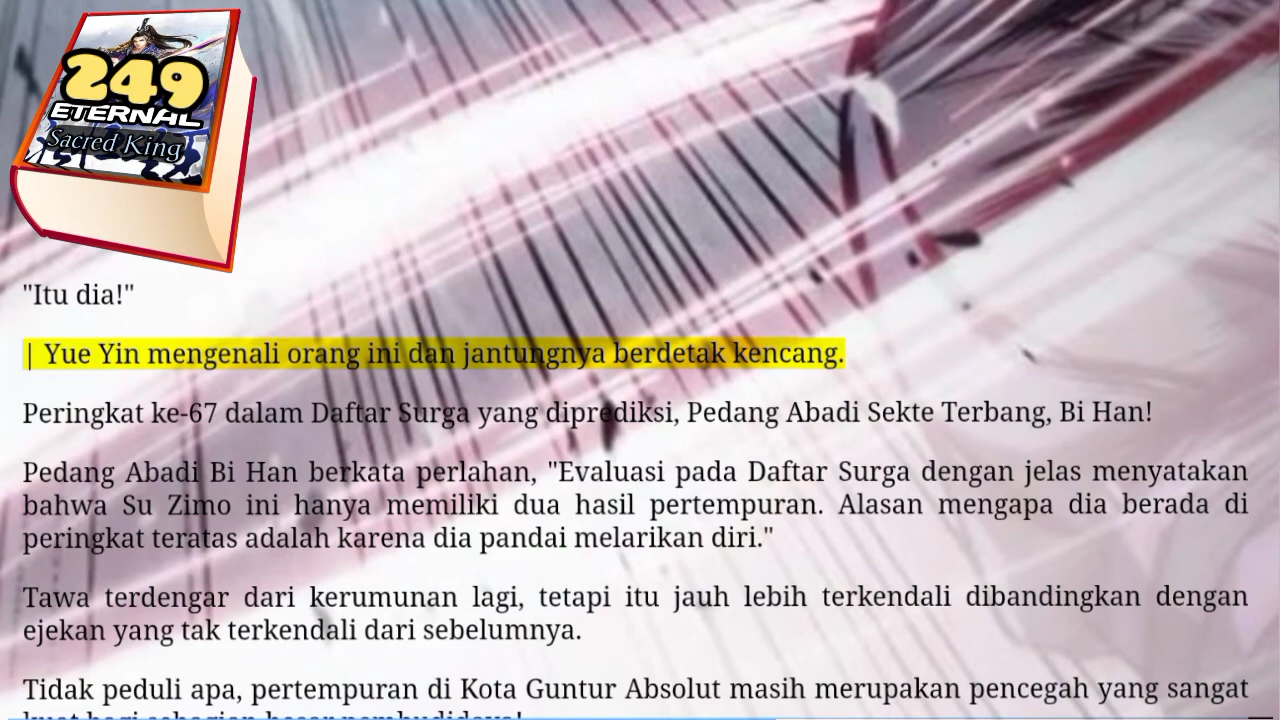 249
ETERNAL
Sacred King
"Itu dia!"
| Yue Yin mengenali orang ini dan jantungnya berdetak kencang.
Peringkat ke-67 dalam Daftar Surga yang diprediksi, Pedang Abadi Sekte Terbang, Bi Han!
Pedang Abadi Bi Han berkata perlahan, "Evaluasi pada Daftar Surga dengan jelas menyatakan
bahwa Su Zimo ini hanya memiliki dua hasil pertempuran. Alasan mengapa dia berada di
peringkat teratas adalah karena dia pandai melarikan diri."
Tawa terdengar dari kerumunan lagi, tetapi itu jauh lebih terkendali dibandingkan dengan
ejekan yang tak terkendali dari sebelumnya.
Tidak peduli apa, pertempuran di Kota Guntur Absolut masih merupakan pencegah yang sangat